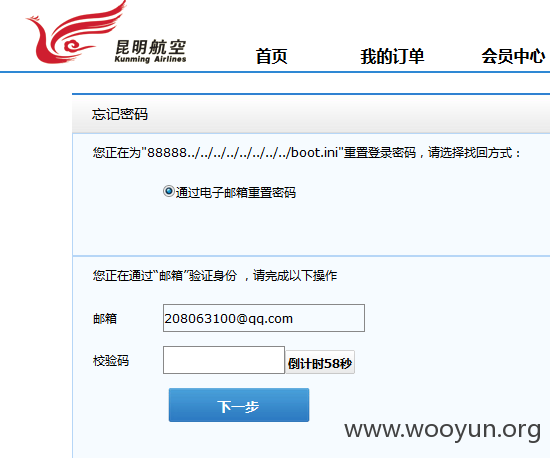 昆明航空
Kunming Airlines
首页 我的订单 会员中心
忘记密码
您正在为"88888../../../../../../../../boot.ini"重置登录密码，请选择找回方式：
通过电子邮箱重置密码
您正在通过“邮箱”验证身份 ，请完成以下操作
邮箱 208063100@qq.com
校验码 倒计时58秒
下一步
www.wooyun.org